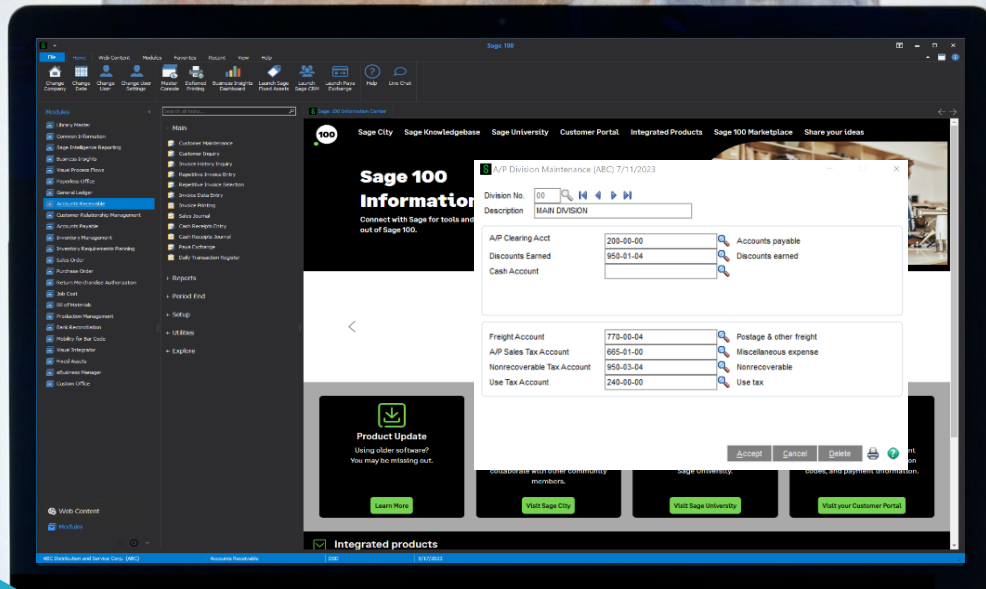 Sage 100
File Home Web Content Modules Favorites Recent View Help
Change Company
Change Date
Change User
Change User Settings
Master Console
Deferred Printing
Business Insights Dashboard
Launch Sage Fixed Assets
Launch Sage CRM
Help
Live Chat
Modules
Library Master
Common Information
Sage Intelligence Reporting
Business Insights
Visual Process Flows
Paperless Office
General Ledger
Accounts Receivable
Customer Relationship Management
Accounts Payable
Inventory Management
Inventory Requirements Planning
Sales Order
Purchase Order
Return Merchandise Authorization
Job Cost
Bill of Materials
Production Management
Bank Reconciliation
Mobility for Bar Code
Visual Integrator
Fixed Assets
eBusiness Manager
Custom Office
Web Content
Modules
Main
Customer Maintenance
Customer Inquiry
Invoice History Inquiry
Repetitive Invoice Entry
Repetitive Invoice Selection
Invoice Data Entry
Invoice Printing
Sales Journal
Cash Receipts Entry
Cash Receipts Journal
Paya Exchange
Daily Transaction Register
+ Reports
+ Period End
+ Setup
+ Utilities
+ Explore
Sage 100 Information Center
100 Sage City Sage Knowledgebase Sage University Customer Portal Integrated Products Sage 100 Marketplace Share your ideas
Sage 100
Informatio
Connect with Sage for tools and
out of Sage 100.
A/P Division Maintenance (ABC) 7/11/2023
Division No. 00
Description MAIN DIVISION
A/P Clearing Acct 200-00-00 Accounts payable
Discounts Earned 950-01-04 Discounts earned
Cash Account
Freight Account 770-00-04 Postage & other freight
A/P Sales Tax Account 665-01-00 Miscellaneous expense
Nonrecoverable Tax Account 950-03-04 Nonrecoverable
Use Tax Account 240-00-00 Use tax
Accept Cancel Delete
Product Update
Using older software?
You may be missing out.
Learn More
collaborate with other community
members.
Visit Sage City
Sage University.
Visit Sage University
codes, and payment information.
Visit your Customer Portal
Integrated products
ABC Distribution and Service Corp. (ABC) Accounts Receivable 5/17/2023